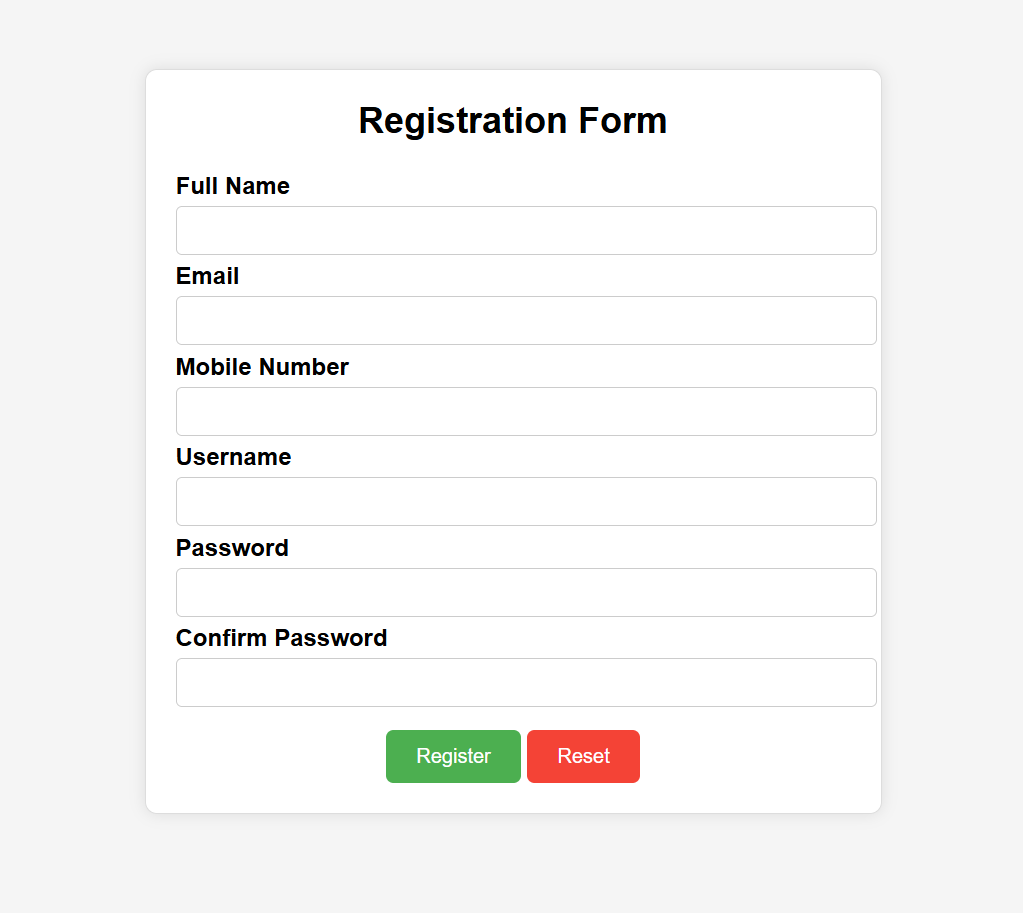 Registration Form
Full Name
Email
Mobile Number
Username
Password
Confirm Password
Register Reset